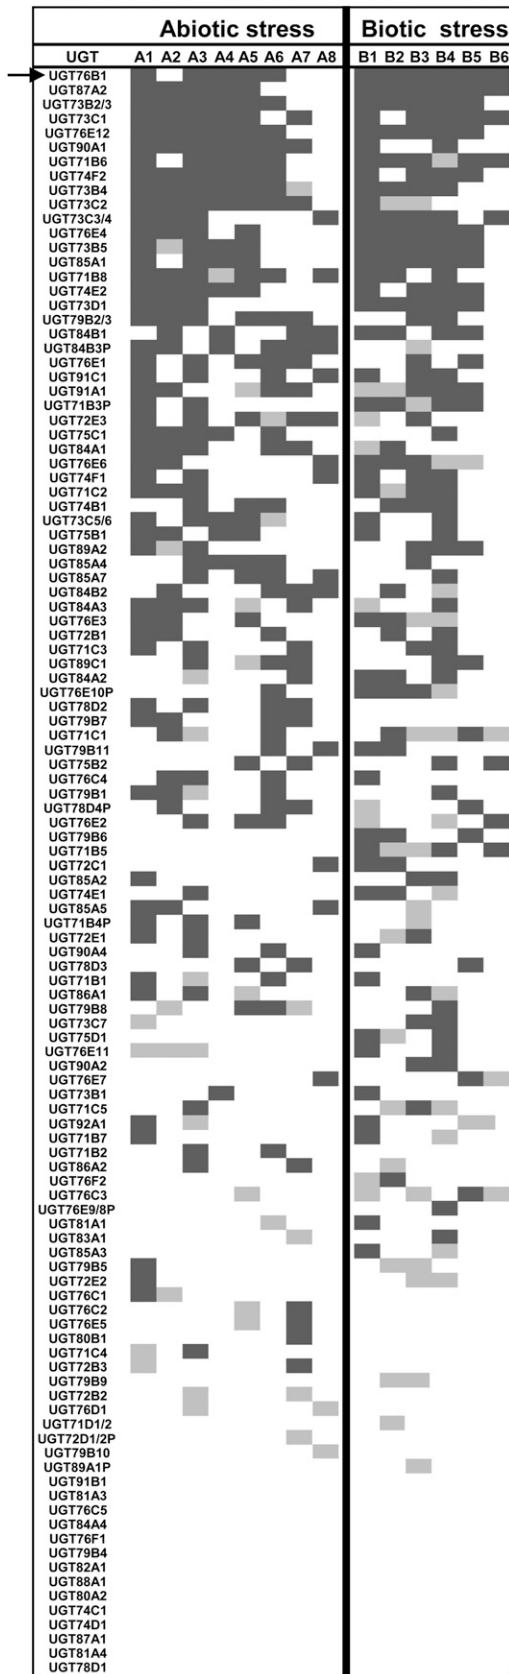 Abiotic stress Biotic stress
UGT A1 A2 A3 A4 A5 A6 A7 A8 B1 B2 B3 B4 B5 B6
UGT76B1
UGT87A2
UGT73B2/3
UGT73C1
UGT76E12
UGT90A1
UGT71B6
UGT74F2
UGT73B4
UGT73C2
UGT73C3/4
UGT76E4
UGT73B5
UGT85A1
UGT71B8
UGT74E2
UGT73D1
UGT79B2/3
UGT84B1
UGT84B3P
UGT76E1
UGT91C1
UGT91A1
UGT71B3P
UGT72E3
UGT75C1
UGT84A1
UGT76E6
UGT74F1
UGT71C2
UGT74B1
UGT73C5/6
UGT75B1
UGT89A2
UGT85A4
UGT85A7
UGT84B2
UGT84A3
UGT76E3
UGT72B1
UGT71C3
UGT89C1
UGT84A2
UGT76E10P
UGT78D2
UGT79B7
UGT71C1
UGT79B11
UGT75B2
UGT76C4
UGT79B1
UGT78D4P
UGT76E2
UGT79B6
UGT71B5
UGT72C1
UGT85A2
UGT74E1
UGT85A5
UGT71B4P
UGT72E1
UGT90A4
UGT78D3
UGT71B1
UGT86A1
UGT79B8
UGT73C7
UGT75D1
UGT76E11
UGT90A2
UGT76E7
UGT73B1
UGT71C5
UGT92A1
UGT71B7
UGT71B2
UGT86A2
UGT76F2
UGT76C3
UGT76E9/8P
UGT81A1
UGT83A1
UGT85A3
UGT79B5
UGT72E2
UGT76C1
UGT76C2
UGT76E5
UGT80B1
UGT71C4
UGT72B3
UGT79B9
UGT72B2
UGT76D1
UGT71D1/2
UGT72D1/2P
UGT79B10
UGT89A1P
UGT91B1
UGT81A3
UGT76C5
UGT84A4
UGT76F1
UGT79B4
UGT82A1
UGT88A1
UGT80A2
UGT74C1
UGT74D1
UGT87A1
UGT81A4
UGT78D1